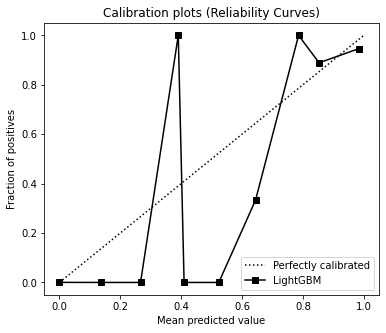 Calibration plots (Reliability Curves)
Fraction of positives
1.0
0.8
0.6
0.4
0.2
0.0
Perfectly calibrated
LightGBM
0.0 0.2 0.4 0.6 0.8 1.0
Mean predicted value